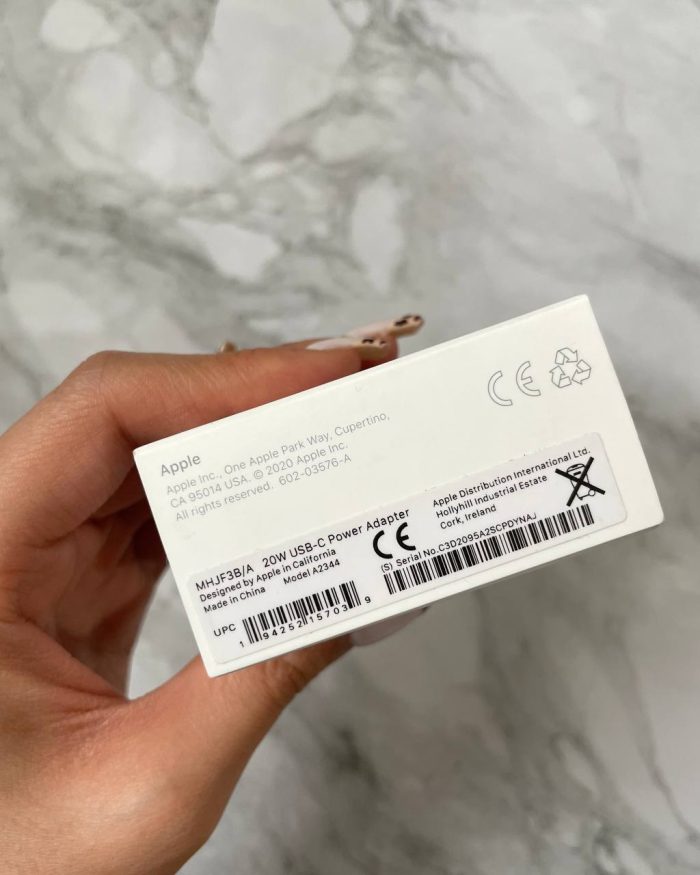 Apple
Apple Inc., One Apple Park Way, Cupertino,
CA 95014 USA. © 2020 Apple Inc.
All rights reserved. 602-03576-A
MHJF3B/A 20W USB-C Power Adapter
Designed by Apple in California
Made in China Model A2344
CE
Apple Distribution International Ltd.
Hollyhill Industrial Estate
Cork, Ireland
(S) Serial No.C3D2095A2SCPDYNAJ
UPC
1 94252 15703 9
CE